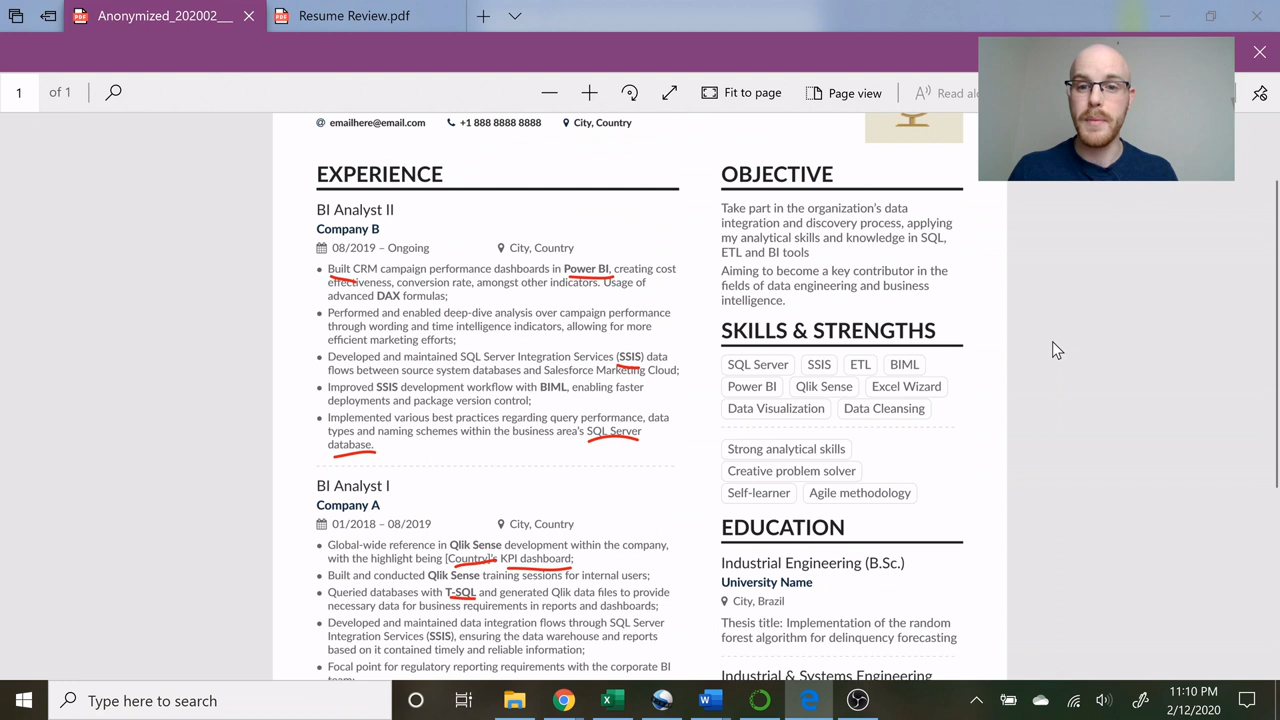 Anonymized_202002__
Resume Review.pdf
1 of 1
Fit to page
Page view
Read al
@ emailhere@email.com +1 888 8888 8888 City, Country
EXPERIENCE
BI Analyst II
Company B
08/2019 – Ongoing City, Country
• Built CRM campaign performance dashboards in Power BI, creating cost
effectiveness, conversion rate, amongst other indicators. Usage of
advanced DAX formulas;
• Performed and enabled deep-dive analysis over campaign performance
through wording and time intelligence indicators, allowing for more
efficient marketing efforts;
• Developed and maintained SQL Server Integration Services (SSIS) data
flows between source system databases and Salesforce Marketing Cloud;
• Improved SSIS development workflow with BIML, enabling faster
deployments and package version control;
• Implemented various best practices regarding query performance, data
types and naming schemes within the business area's SQL Server
database.
BI Analyst I
Company A
01/2018 – 08/2019 City, Country
• Global-wide reference in Qlik Sense development within the company,
with the highlight being [Country]'s KPI dashboard;
• Built and conducted Qlik Sense training sessions for internal users;
• Queried databases with T-SQL and generated Qlik data files to provide
necessary data for business requirements in reports and dashboards;
• Developed and maintained data integration flows through SQL Server
Integration Services (SSIS), ensuring the data warehouse and reports
based on it contained timely and reliable information;
• Focal point for regulatory reporting requirements with the corporate BI
team;
OBJECTIVE
Take part in the organization's data
integration and discovery process, applying
my analytical skills and knowledge in SQL,
ETL and BI tools
Aiming to become a key contributor in the
fields of data engineering and business
intelligence.
SKILLS & STRENGTHS
SQL Server SSIS ETL BIML
Power BI Qlik Sense Excel Wizard
Data Visualization Data Cleansing
Strong analytical skills
Creative problem solver
Self-learner Agile methodology
EDUCATION
Industrial Engineering (B.Sc.)
University Name
City, Brazil
Thesis title: Implementation of the random
forest algorithm for delinquency forecasting
Industrial & Systems Engineering
Type here to search
11:10 PM
2/12/2020